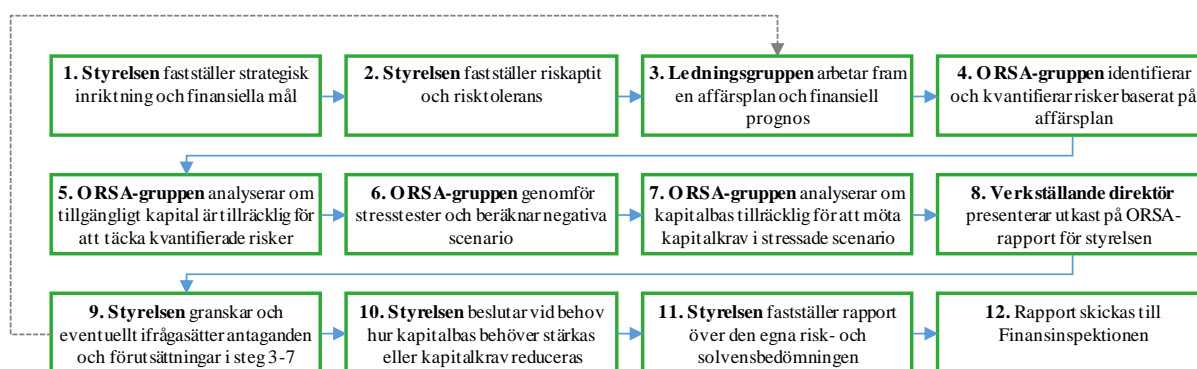 1. Styrelsen fastställer strategisk
inriktning och finansiella mål
2. Styrelsen fastställer riskaptit
och risktolerans
3. Ledningsgruppen arbetar fram
en affärsplan och finansiell
prognos
4. ORSA-gruppen identifierar
och kvantifierar risker baserat på
affärsplan
5. ORSA-gruppen analyserar om
tillgängligt kapital är tillräcklig för
att täcka kvantifierade risker
6. ORSA-gruppen genomför
stresstester och beräknar negativa
scenario
7. ORSA-gruppen analyserar om
kapitalbas tillräcklig för att möta
kapitalkrav i stressade scenario
8. Verkställande direktör
presenterar utkast på ORSA-
rapport för styrelsen
9. Styrelsen granskar och
eventuellt ifrågasätter antaganden
och förutsättningar i steg 3-7
10. Styrelsen beslutar vid behov
hur kapitalbas behöver stärkas
eller kapitalkrav reduceras
11. Styrelsen fastställer rapport
över den egna risk- och
solvensbedömningen
12. Rapport skickas till
Finansinspektionen